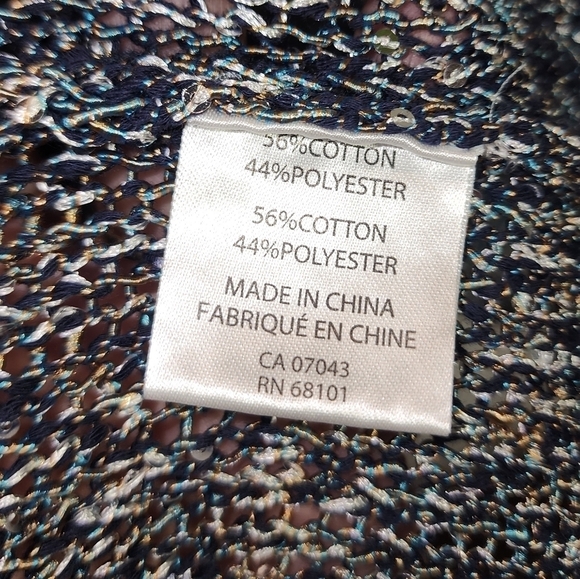 56%COTTON
44%POLYESTER
56%COTTON
44%POLYESTER
MADE IN CHINA
FABRIQUÉ EN CHINE
CA 07043
RN 68101